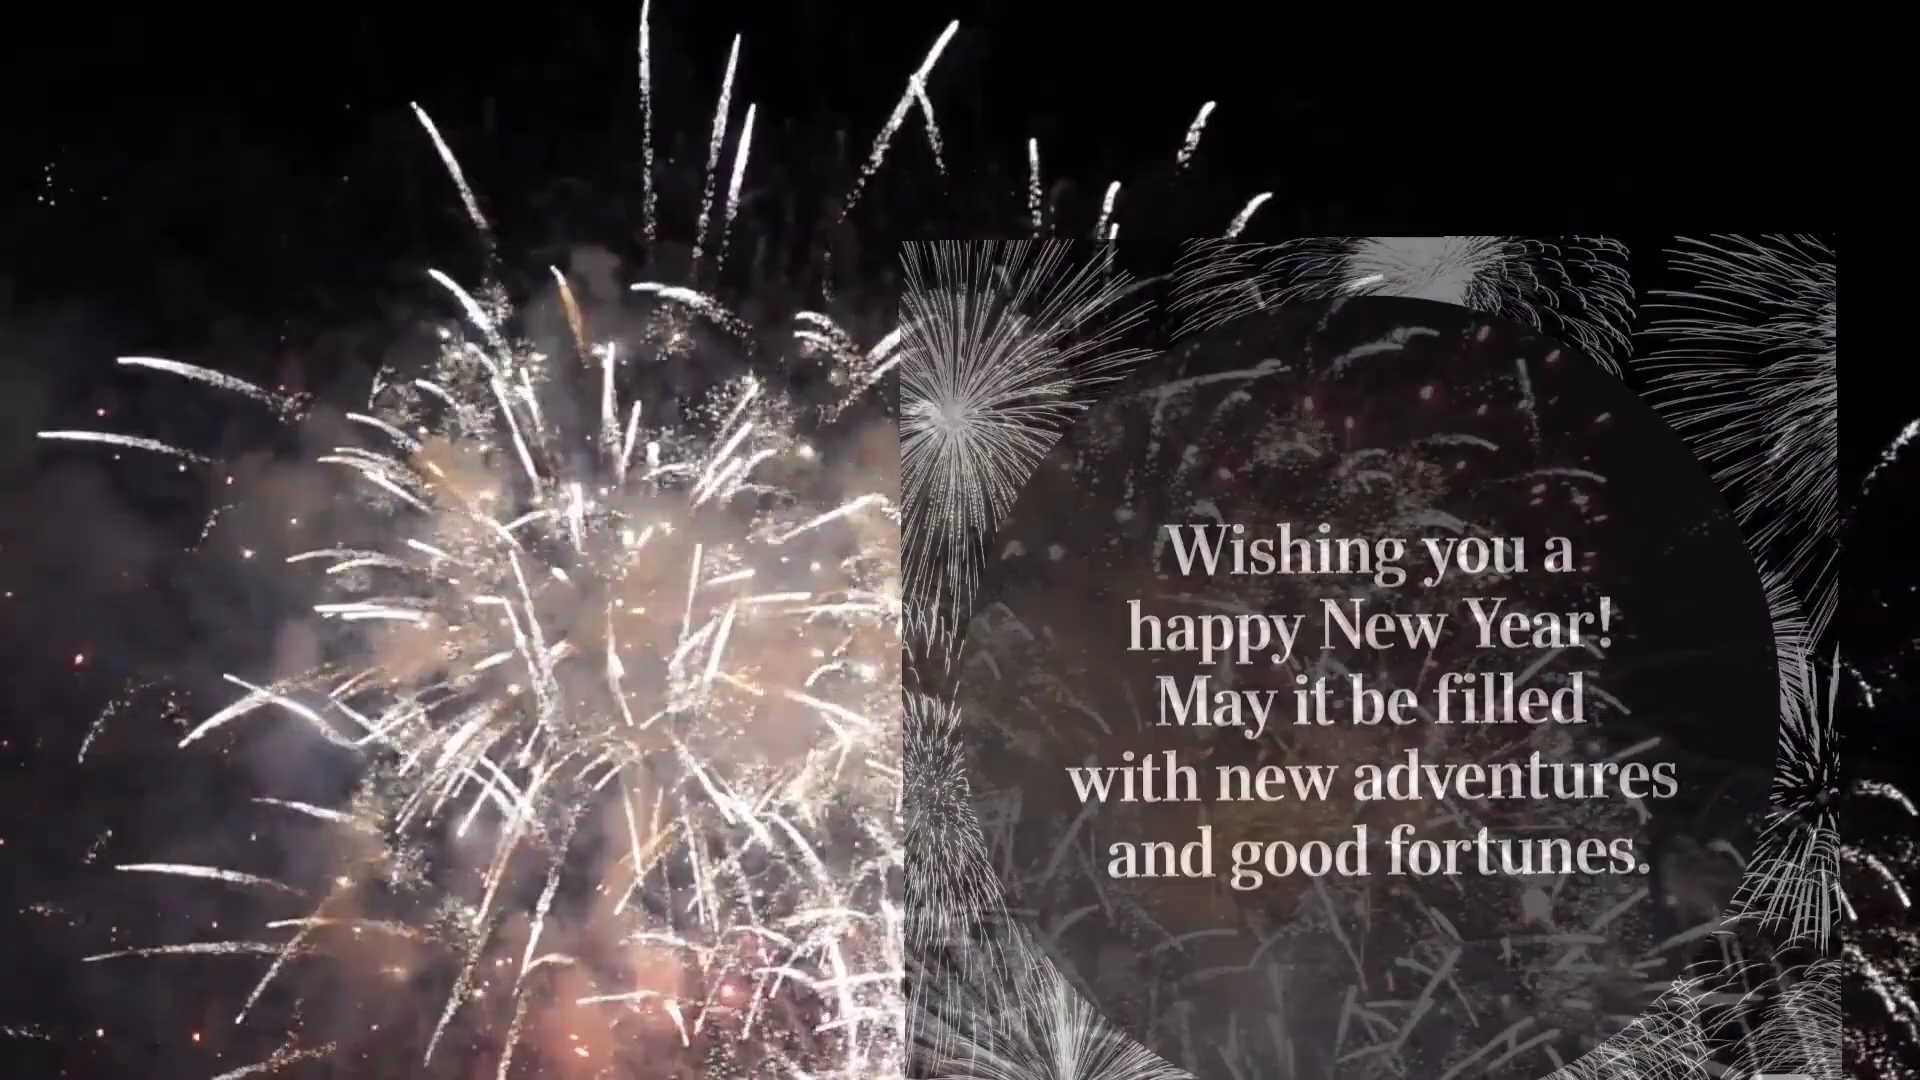 Wishing you a
happy New Year!
May it be filled
with new adventures
and good fortunes.